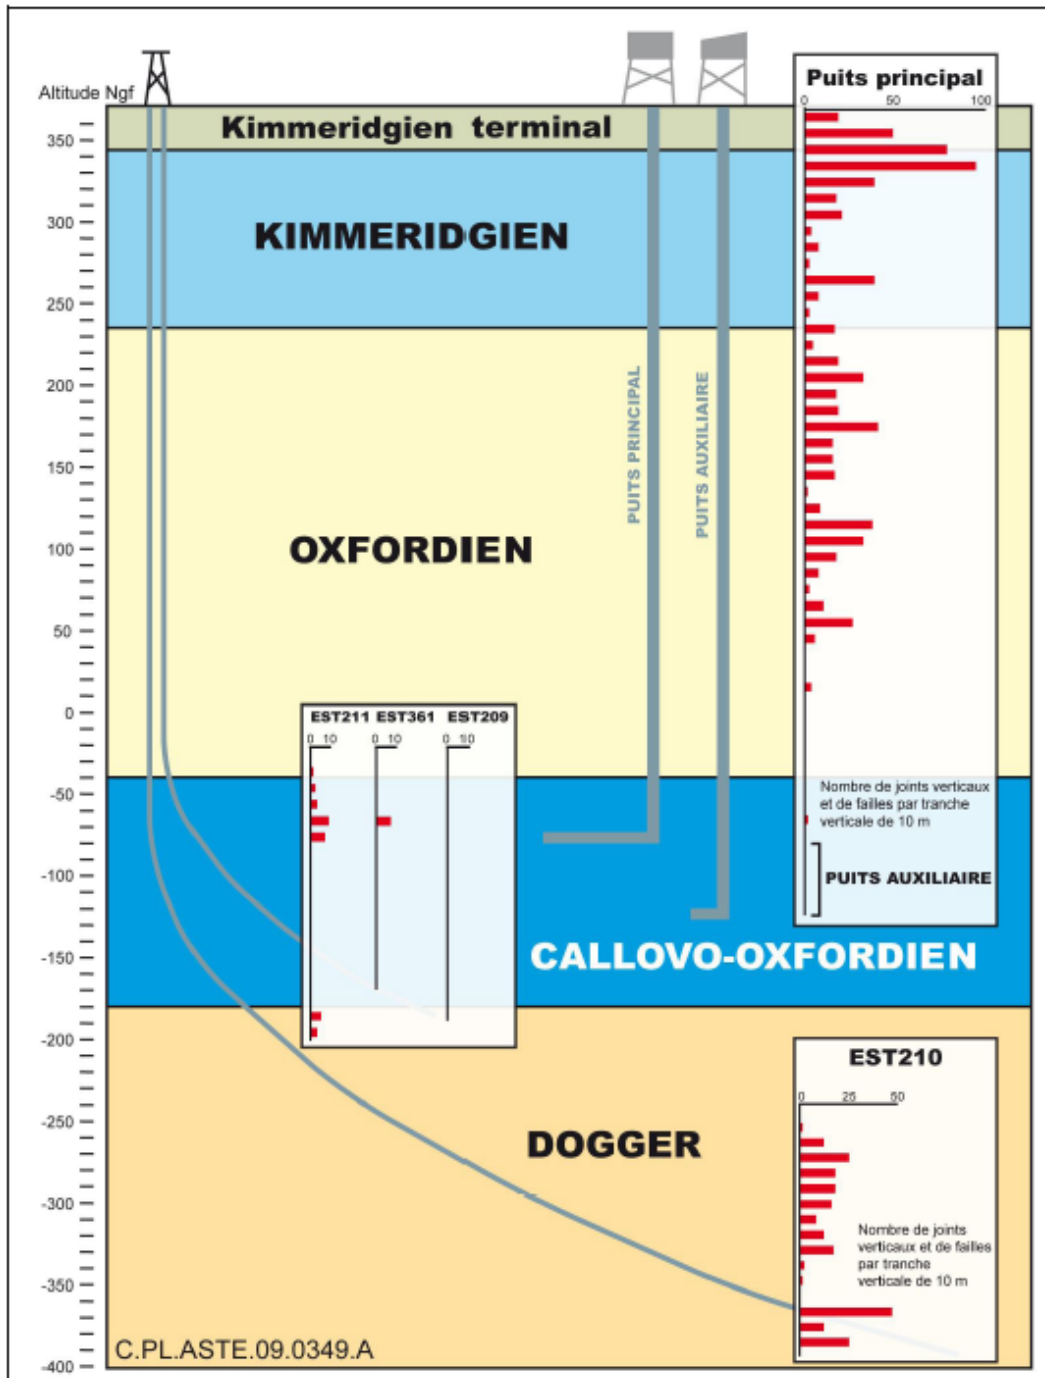 Altitude Ngf
350
300
250
200
150
100
50
0
-50
-100
-150
-200
-250
-300
-350
-400
Kimmeridgien terminal
KIMMERIDGIEN
OXFORDIEN
CALLOVO-OXFORDIEN
DOGGER
PUITS PRINCIPAL
PUITS AUXILIAIRE
Puits principal
0 50 100
Nombre de joints verticaux
et de failles par tranche
verticale de 10 m
PUITS AUXILIAIRE
EST211 EST361 EST209
0 10 0 10 0 10
EST210
0 25 50
Nombre de joints
verticaux et de failles
par tranche
verticale de 10 m
C.PL.ASTE.09.0349.A